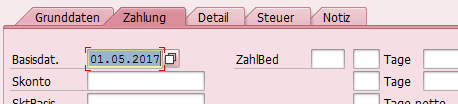 Grunddaten Zahlung Detail Steuer Notiz
Basisdat. 01.05.2017 ZahlBed Tage
Skonto Tage
SktBasis Tage netto